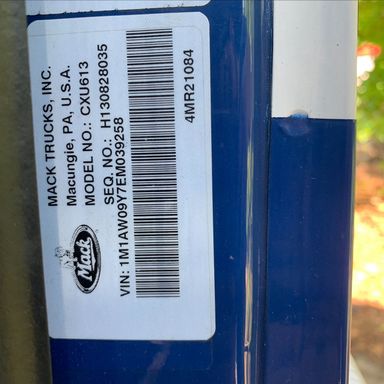 MACK TRUCKS, INC.
Macungie, PA, U.S.A.
MODEL NO.: CXU613
SEQ. NO.: H130828035
VIN: 1M1AW09Y7EM039258
4MR21084
Mack